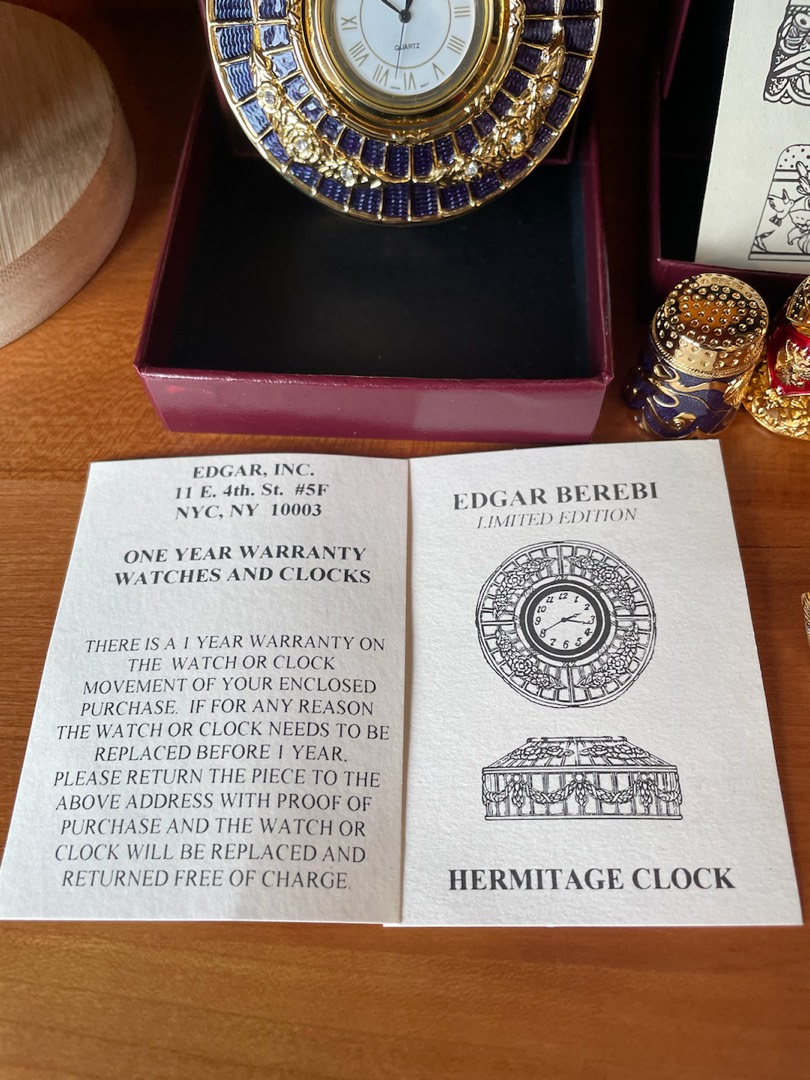 QUARTZ
EDGAR, INC.
11 E. 4th. St. #5F
NYC, NY 10003
ONE YEAR WARRANTY
WATCHES AND CLOCKS
THERE IS A 1 YEAR WARRANTY ON
THE WATCH OR CLOCK
MOVEMENT OF YOUR ENCLOSED
PURCHASE. IF FOR ANY REASON
THE WATCH OR CLOCK NEEDS TO BE
REPLACED BEFORE 1 YEAR.
PLEASE RETURN THE PIECE TO THE
ABOVE ADDRESS WITH PROOF OF
PURCHASE AND THE WATCH OR
CLOCK WILL BE REPLACED AND
RETURNED FREE OF CHARGE.
EDGAR BEREBI
LIMITED EDITION
HERMITAGE CLOCK